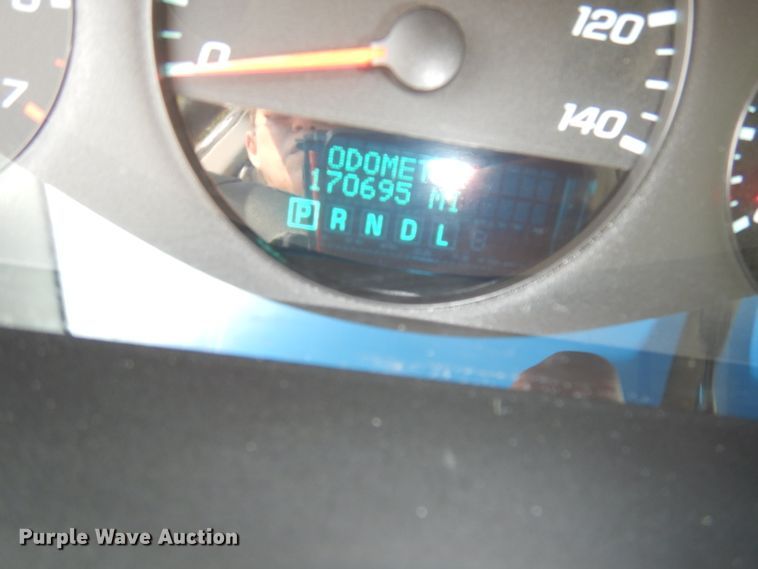 120
0
7
140
ODOMET
170695 MI
P R N D L
Purple Wave Auction